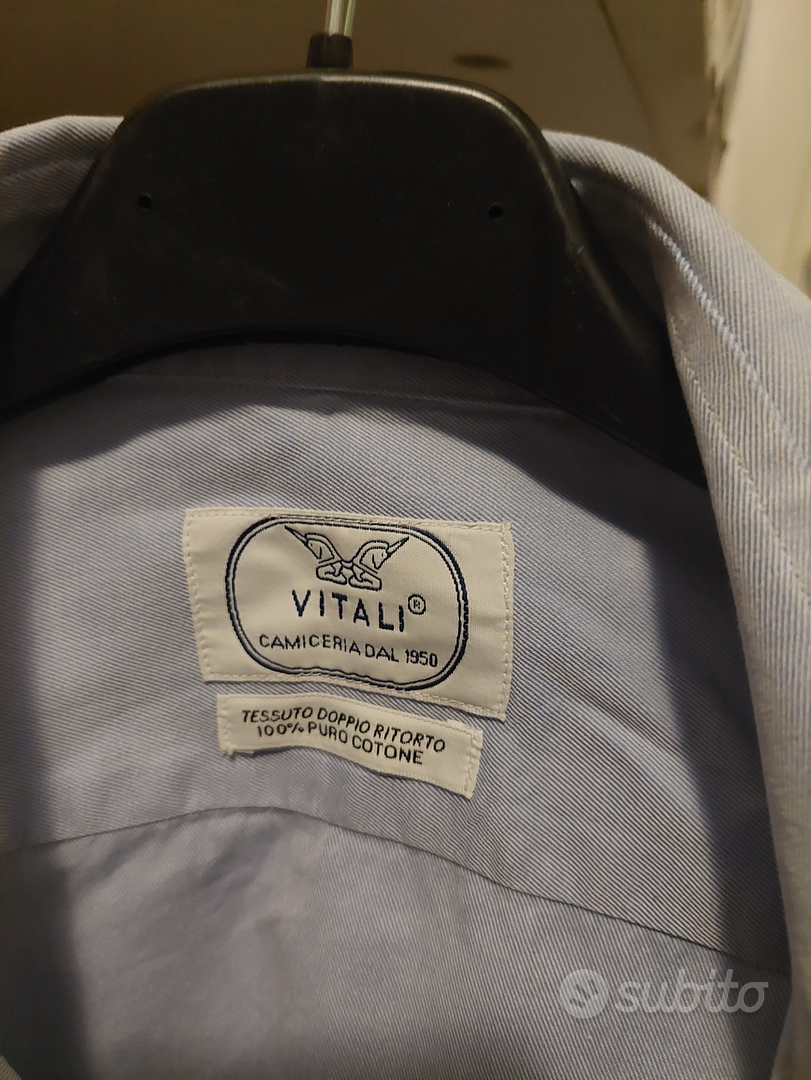 VITALI®
CAMICERIA DAL 1950
TESSUTO DOPPIO RITORTO
100% PURO COTONE
subito